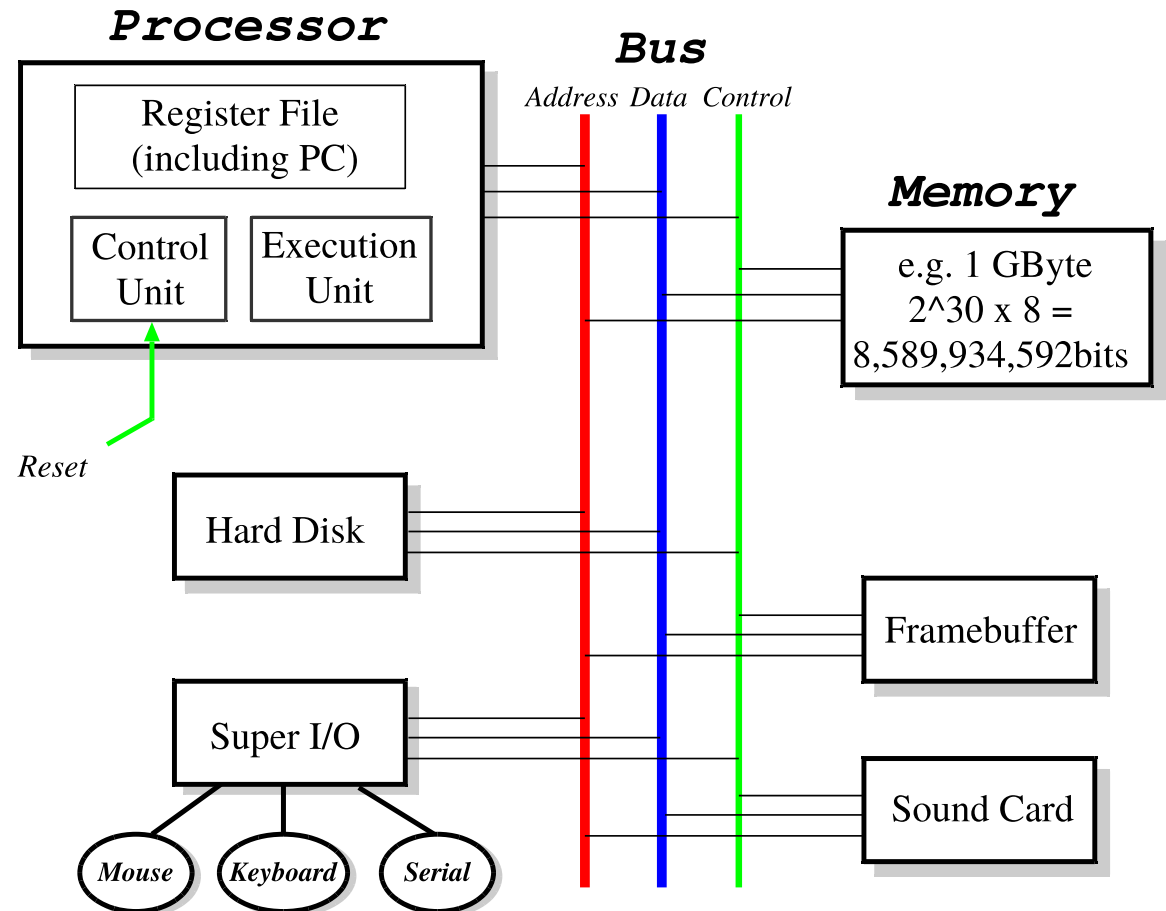 Processor
Bus
Address Data Control
Register File
(including PC)
Control
Unit
Execution
Unit
Reset
Memory
e.g. 1 GByte
2^30 x 8 =
8,589,934,592bits
Hard Disk
Framebuffer
Super I/O
Sound Card
Mouse
Keyboard
Serial